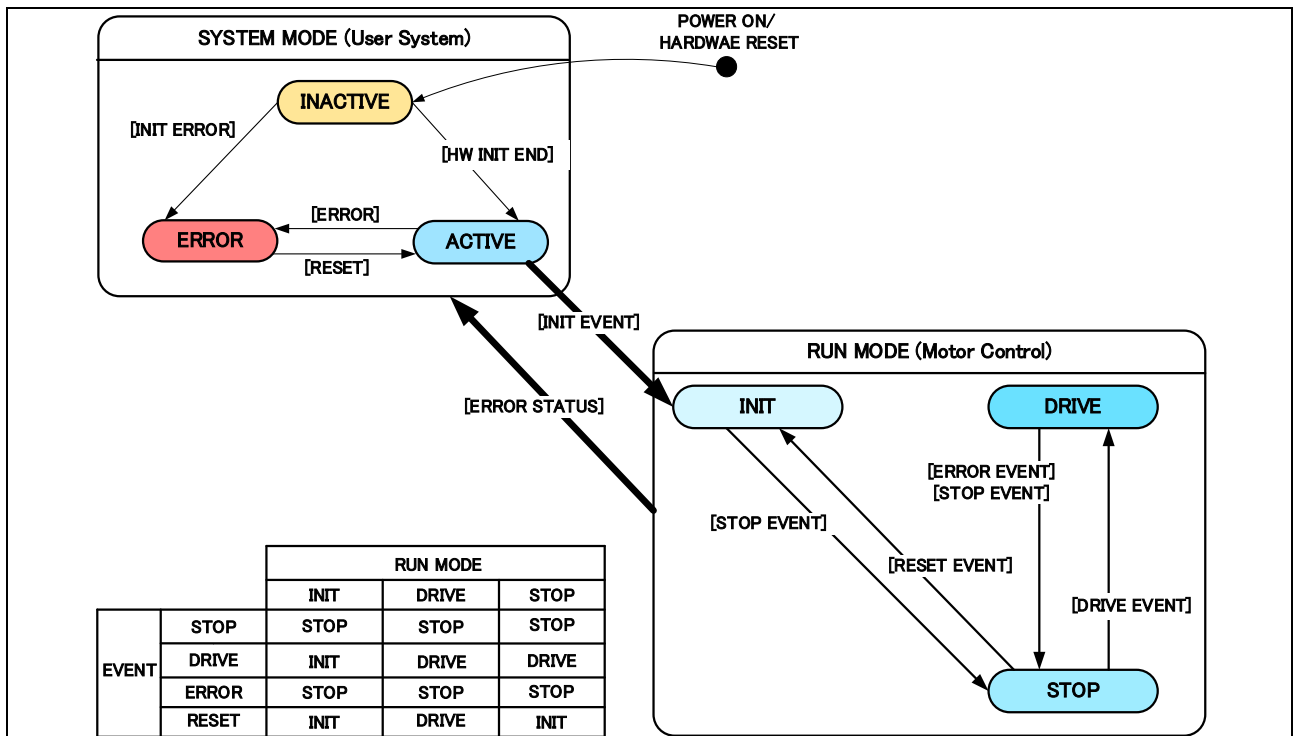 POWER ON/
HARDWAE RESET
SYSTEM MODE (User System)
INACTIVE
[INIT ERROR]
[HW INIT END]
[ERROR]
ERROR
ACTIVE
[RESET]
[INIT EVENT]
[ERROR STATUS]
RUN MODE (Motor Control)
INIT
DRIVE
[ERROR EVENT]
[STOP EVENT]
[STOP EVENT]
[RESET EVENT]
[DRIVE EVENT]
STOP
RUN MODE
INIT DRIVE STOP
EVENT
STOP STOP STOP STOP
DRIVE INIT DRIVE DRIVE
ERROR STOP STOP STOP
RESET INIT DRIVE INIT